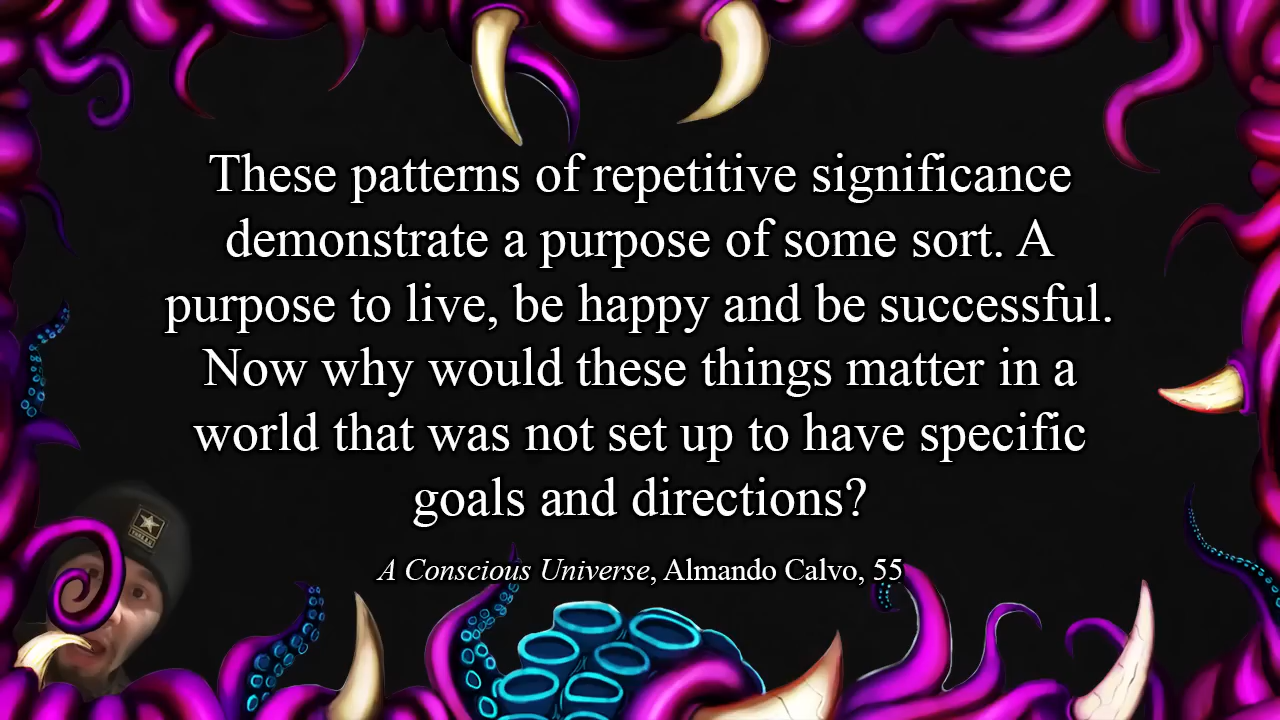 These patterns of repetitive significance
demonstrate a purpose of some sort. A
purpose to live, be happy and be successful.
Now why would these things matter in a
world that was not set up to have specific
goals and directions?
A Conscious Universe, Almando Calvo, 55